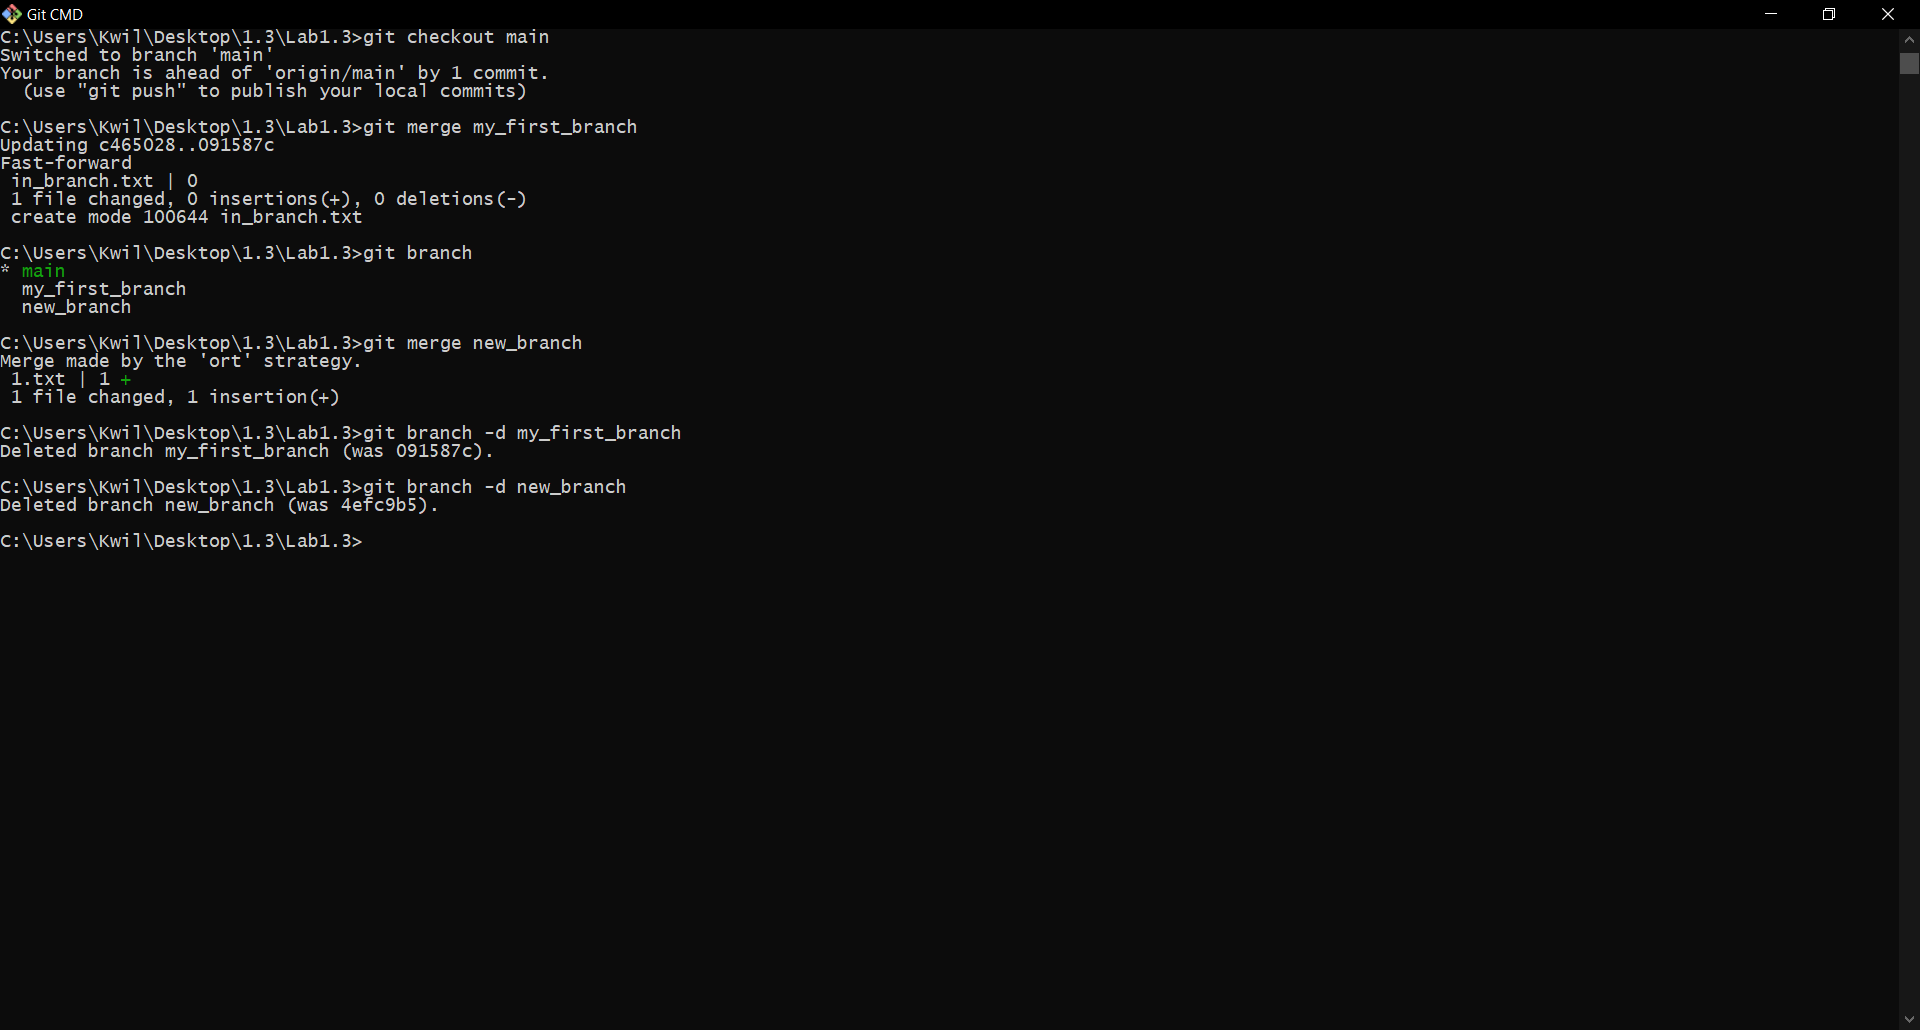 Git CMD
C:\Users\Kwil\Desktop\1.3\Lab1.3>git checkout main
Switched to branch 'main'
Your branch is ahead of 'origin/main' by 1 commit.
  (use "git push" to publish your local commits)

C:\Users\Kwil\Desktop\1.3\Lab1.3>git merge my_first_branch
Updating c465028..091587c
Fast-forward
 in_branch.txt | 0
 1 file changed, 0 insertions(+), 0 deletions(-)
 create mode 100644 in_branch.txt

C:\Users\Kwil\Desktop\1.3\Lab1.3>git branch
* main
  my_first_branch
  new_branch

C:\Users\Kwil\Desktop\1.3\Lab1.3>git merge new_branch
Merge made by the 'ort' strategy.
 1.txt | 1 +
 1 file changed, 1 insertion(+)

C:\Users\Kwil\Desktop\1.3\Lab1.3>git branch -d my_first_branch
Deleted branch my_first_branch (was 091587c).

C:\Users\Kwil\Desktop\1.3\Lab1.3>git branch -d new_branch
Deleted branch new_branch (was 4efc9b5).

C:\Users\Kwil\Desktop\1.3\Lab1.3>